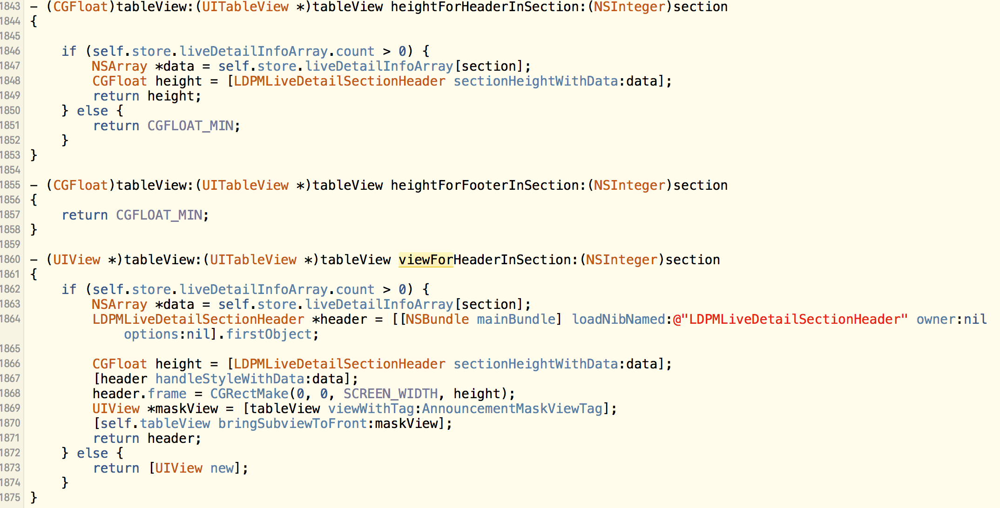 1843 - (CGFloat)tableView:(UITableView *)tableView heightForHeaderInSection:(NSInteger)section
1844 {
1845
1846     if (self.store.liveDetailInfoArray.count > 0) {
1847         NSArray *data = self.store.liveDetailInfoArray[section];
1848         CGFloat height = [LDPMLiveDetailSectionHeader sectionHeightWithData:data];
1849         return height;
1850     } else {
1851         return CGFLOAT_MIN;
1852     }
1853 }
1854
1855 - (CGFloat)tableView:(UITableView *)tableView heightForFooterInSection:(NSInteger)section
1856 {
1857     return CGFLOAT_MIN;
1858 }
1859
1860 - (UIView *)tableView:(UITableView *)tableView viewForHeaderInSection:(NSInteger)section
1861 {
1862     if (self.store.liveDetailInfoArray.count > 0) {
1863         NSArray *data = self.store.liveDetailInfoArray[section];
1864         LDPMLiveDetailSectionHeader *header = [[NSBundle mainBundle] loadNibNamed:@"LDPMLiveDetailSectionHeader" owner:nil
             options:nil].firstObject;
1865
1866         CGFloat height = [LDPMLiveDetailSectionHeader sectionHeightWithData:data];
1867         [header handleStyleWithData:data];
1868         header.frame = CGRectMake(0, 0, SCREEN_WIDTH, height);
1869         UIView *maskView = [tableView viewWithTag:AnnouncementMaskViewTag];
1870         [self.tableView bringSubviewToFront:maskView];
1871         return header;
1872     } else {
1873         return [UIView new];
1874     }
1875 }